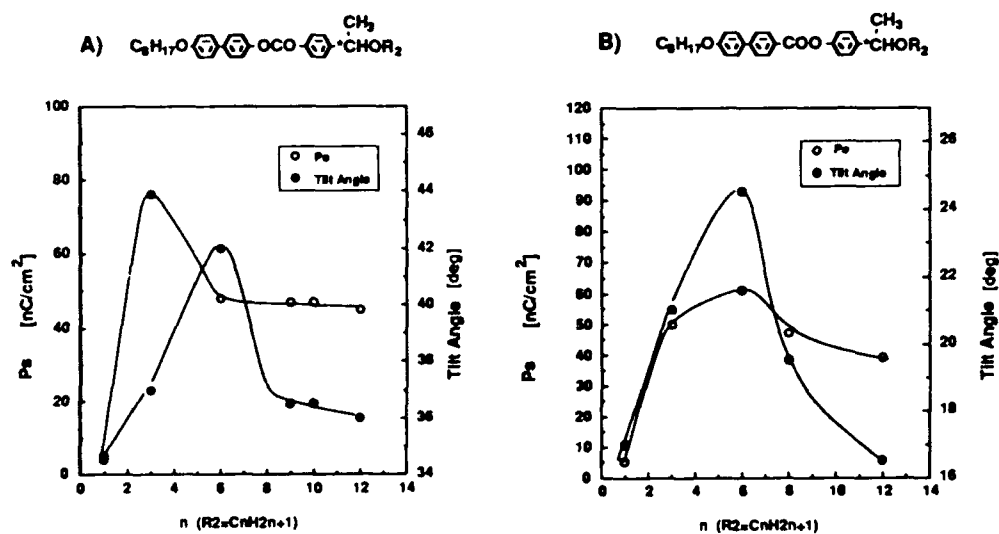 A)
CH₃
C₈H₁₇O
OCO
*CHOR₂
100
80
60
40
20
0
Ps [nC/cm²]
46
44
42
40
38
36
34
Tilt Angle [deg]
Ps
Tilt Angle
0 2 4 6 8 10 12 14
n (R2=CnH2n+1)
B)
CH₃
C₈H₁₇O
COO
*CHOR₂
120
110
100
90
80
70
60
50
40
30
20
10
0
Ps [nC/cm²]
26
24
22
20
18
16
Tilt Angle [deg]
Ps
Tilt Angle
0 2 4 6 8 10 12 14
n (R2=CnH2n+1)